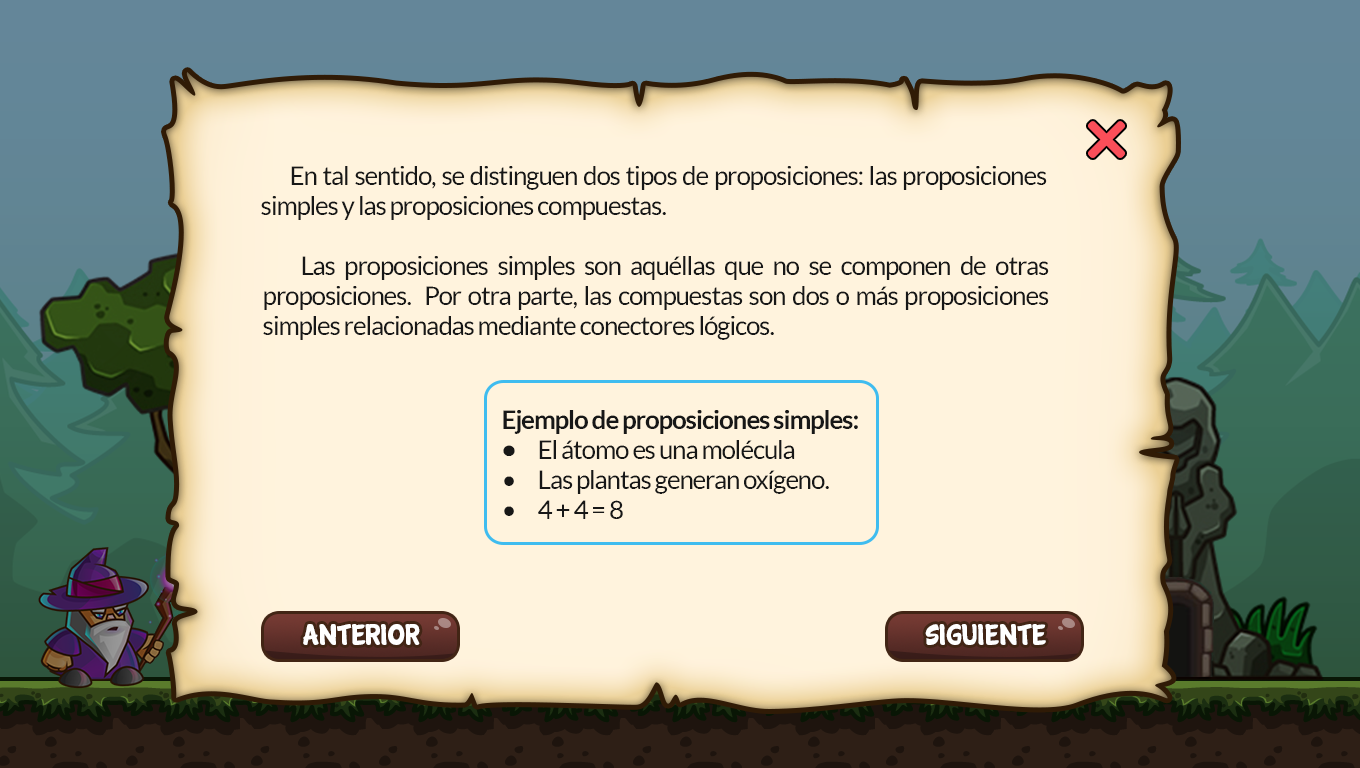 En tal sentido, se distinguen dos tipos de proposiciones: las proposiciones
simples y las proposiciones compuestas.
Las proposiciones simples son aquéllas que no se componen de otras
proposiciones. Por otra parte, las compuestas son dos o más proposiciones
simples relacionadas mediante conectores lógicos.
Ejemplo de proposiciones simples:
• El átomo es una molécula
• Las plantas generan oxígeno.
• 4 + 4 = 8
ANTERIOR
SIGUIENTE